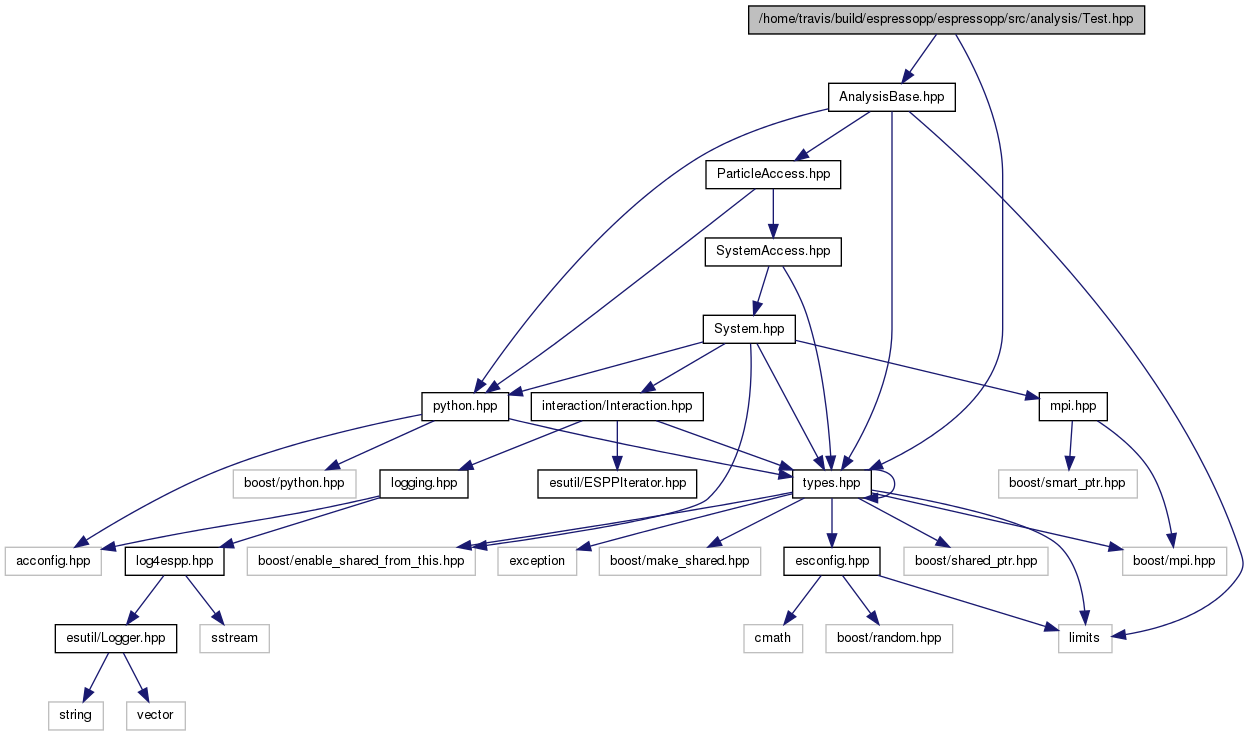 /home/travis/build/espressopp/espressopp/src/analysis/Test.hpp
AnalysisBase.hpp
ParticleAccess.hpp
SystemAccess.hpp
System.hpp
python.hpp
interaction/Interaction.hpp
mpi.hpp
boost/python.hpp
logging.hpp
esutil/ESPPIterator.hpp
types.hpp
boost/smart_ptr.hpp
acconfig.hpp
log4espp.hpp
boost/enable_shared_from_this.hpp
exception
boost/make_shared.hpp
esconfig.hpp
boost/shared_ptr.hpp
boost/mpi.hpp
esutil/Logger.hpp
sstream
cmath
boost/random.hpp
limits
string
vector